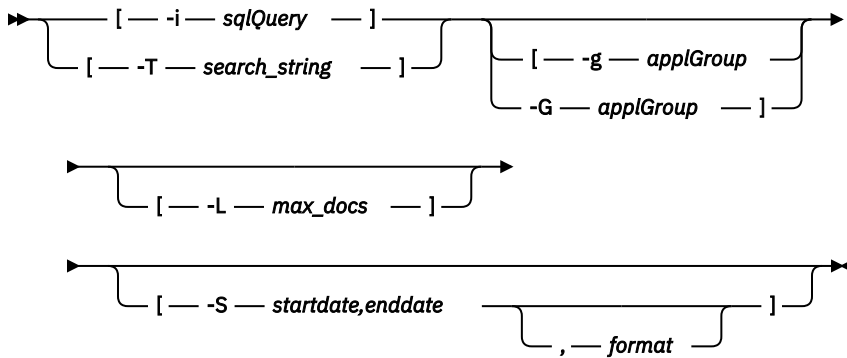 [ -i sqlQuery ]
[ -T search_string ]
[ -g applGroup
-G applGroup ]
[ -L max_docs ]
[ -S startdate,enddate ]
, format